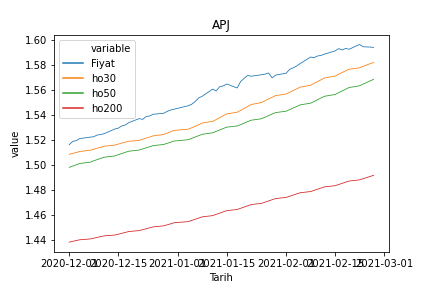 APJ
1.60
1.58
1.56
1.54
1.52
1.50
1.48
1.46
1.44
value
variable
Fiyat
ho30
ho50
ho200
2020-12-01
2020-12-15
2021-01-01
2021-01-15
2021-02-01
2021-02-15
2021-03-01
Tarih